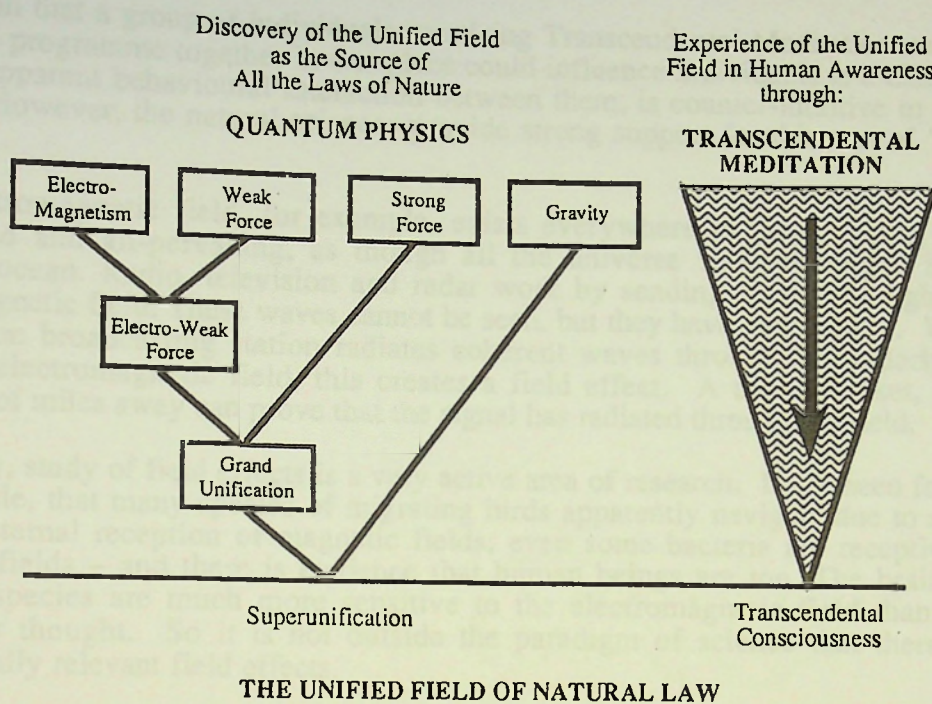 Discovery of the Unified Field
as the Source of
All the Laws of Nature
QUANTUM PHYSICS
Electro-
Magnetism
Weak
Force
Strong
Force
Gravity
Electro-Weak
Force
Grand
Unification
Superunification
Experience of the Unified
Field in Human Awareness
through:
TRANSCENDENTAL
MEDITATION
Transcendental
Consciousness
THE UNIFIED FIELD OF NATURAL LAW